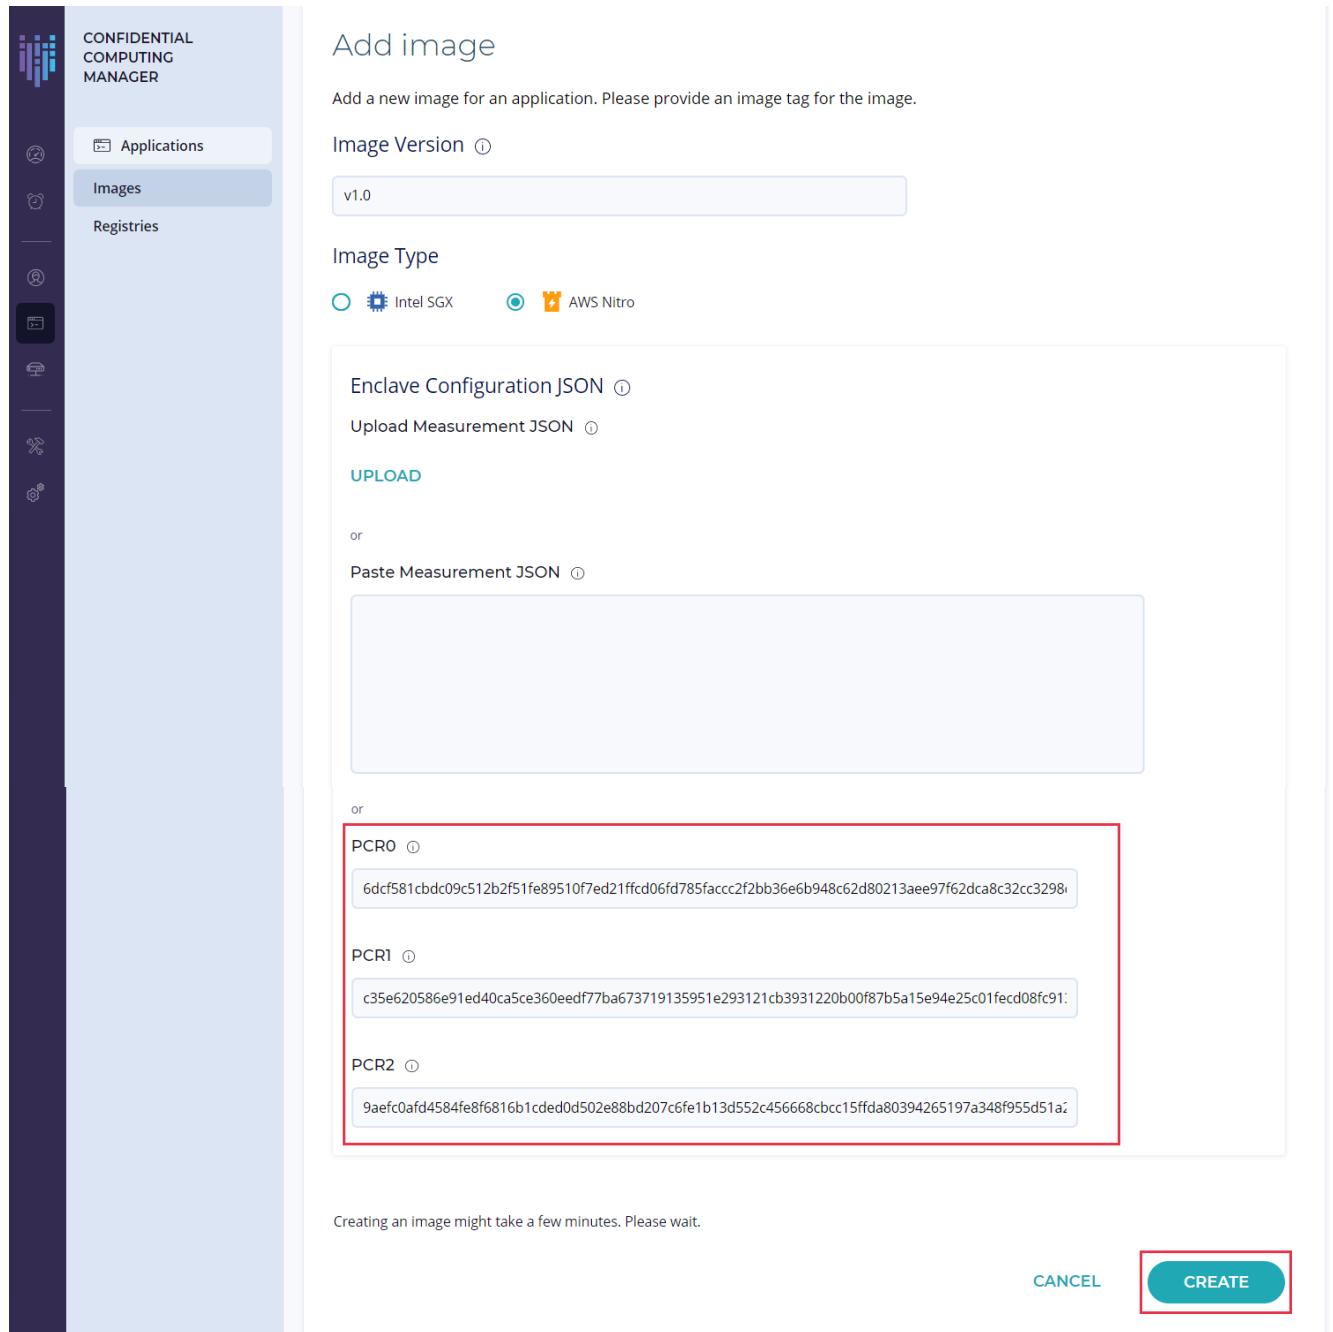 CONFIDENTIAL
COMPUTING
MANAGER
Applications
Images
Registries
Add image
Add a new image for an application. Please provide an image tag for the image.
Image Version
v1.0
Image Type
Intel SGX
AWS Nitro
Enclave Configuration JSON
Upload Measurement JSON
UPLOAD
or
Paste Measurement JSON
or
PCR0
6dcf581cbdc09c512b2f51fe89510f7ed21ffcd06fd785faccc2f2bb36e6b948c62d80213aee97f62dca8c32cc3298
PCR1
c35e620586e91ed40ca5ce360eedf77ba673719135951e293121cb3931220b00f87b5a15e94e25c01fecd08fc91
PCR2
9aefc0afd4584fe8f6816b1cded0d502e88bd207c6fe1b13d552c456668cbcc15ffda80394265197a348f955d51a2
Creating an image might take a few minutes. Please wait.
CANCEL
CREATE